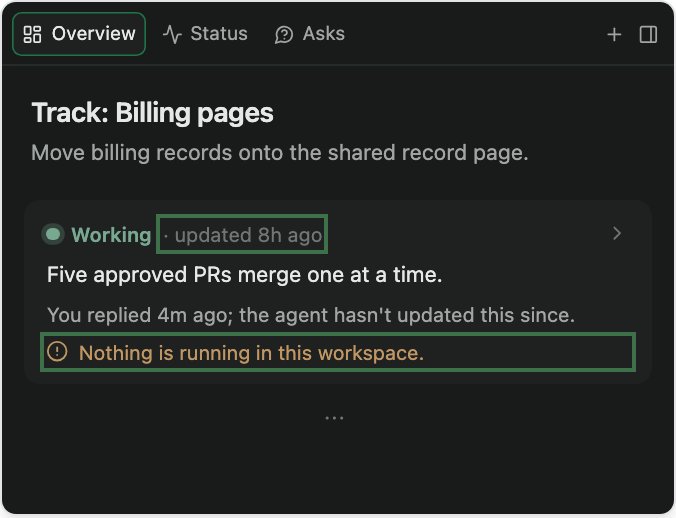 Overview Status Asks
Track: Billing pages
Move billing records onto the shared record page.
Working · updated 8h ago
Five approved PRs merge one at a time.
You replied 4m ago; the agent hasn't updated this since.
Nothing is running in this workspace.
...